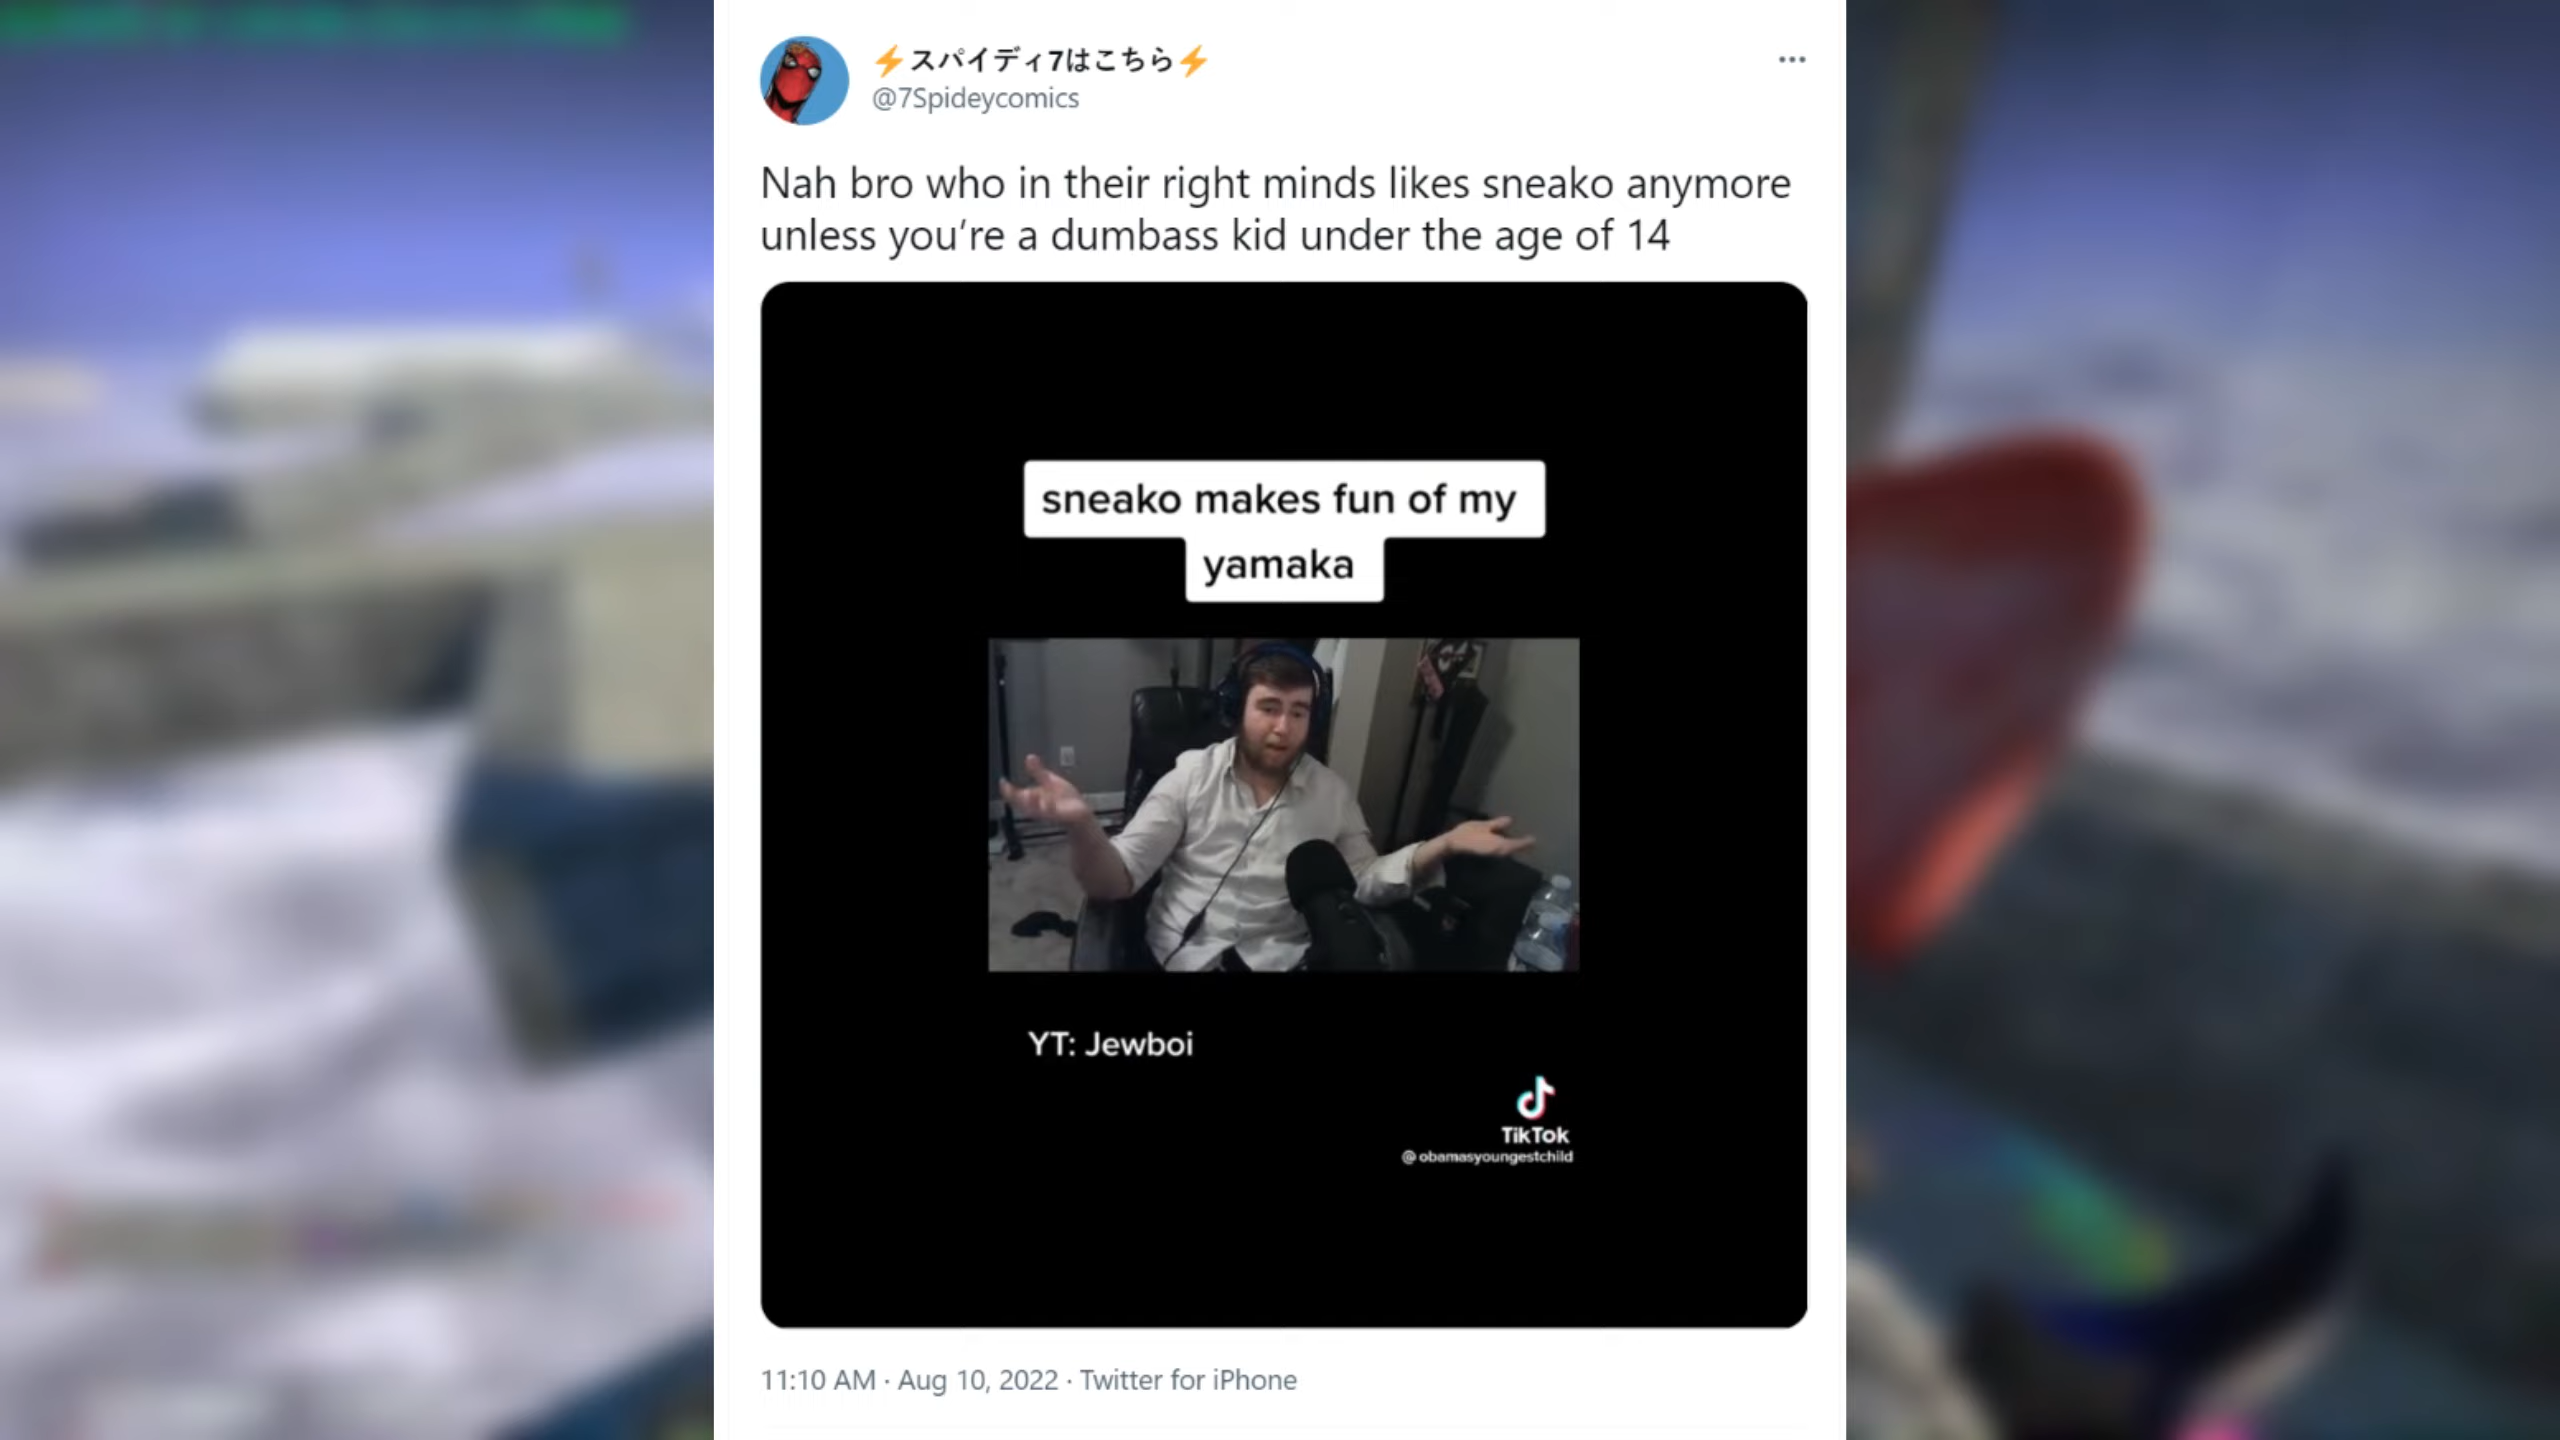 ⚡スパイディ7はこちら⚡
@7Spideycomics
Nah bro who in their right minds likes sneako anymore
unless you’re a dumbass kid under the age of 14
sneako makes fun of my
yamaka
YT: Jewboi
TikTok
@obamasyoungestchild
11:10 AM · Aug 10, 2022 · Twitter for iPhone